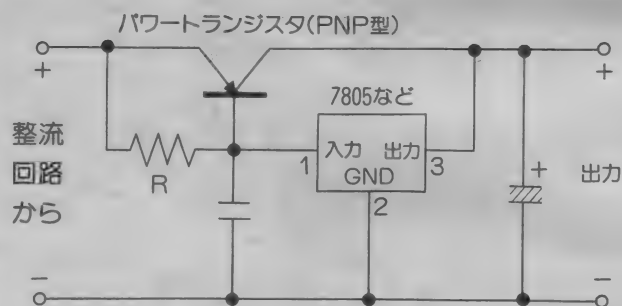 パワートランジスタ(PNP型)
+
+
整流
回路
から
R
7805など
1
入力 出力
GND
3
2
+
出力
−
−